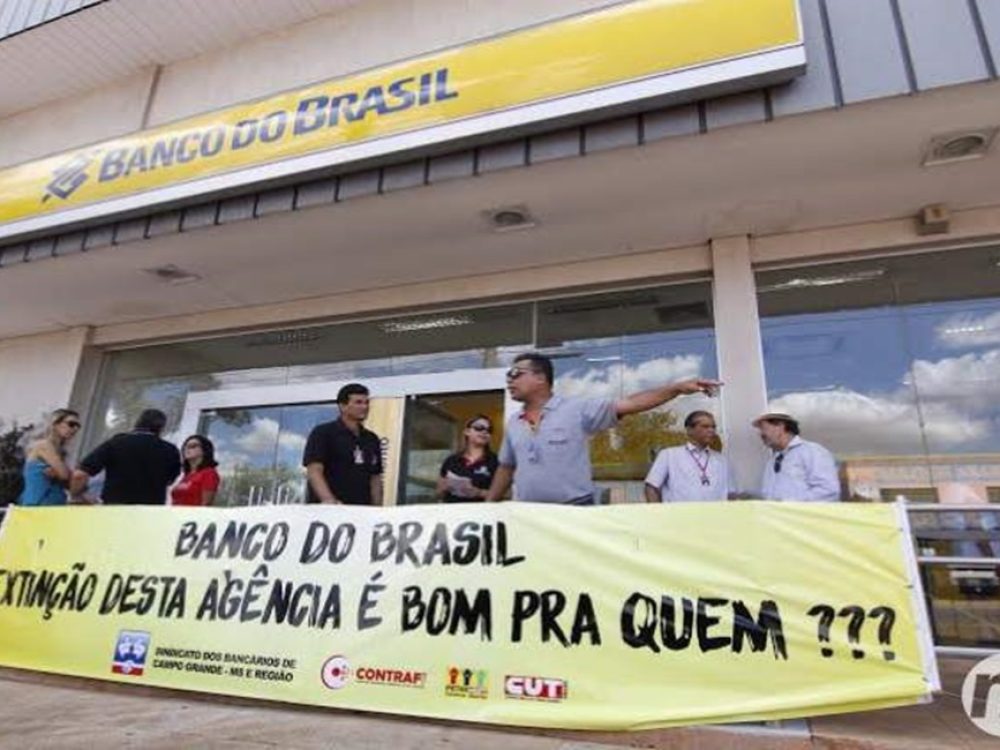 BANCO DO BRASIL
BANCO DO BRASIL
EXTINÇÃO DESTA AGÊNCIA É BOM PRA QUEM ???
SINDICATO DOS BANCÁRIOS DE
CAMPO GRANDE - MS E REGIÃO
CONTRAF
CUT